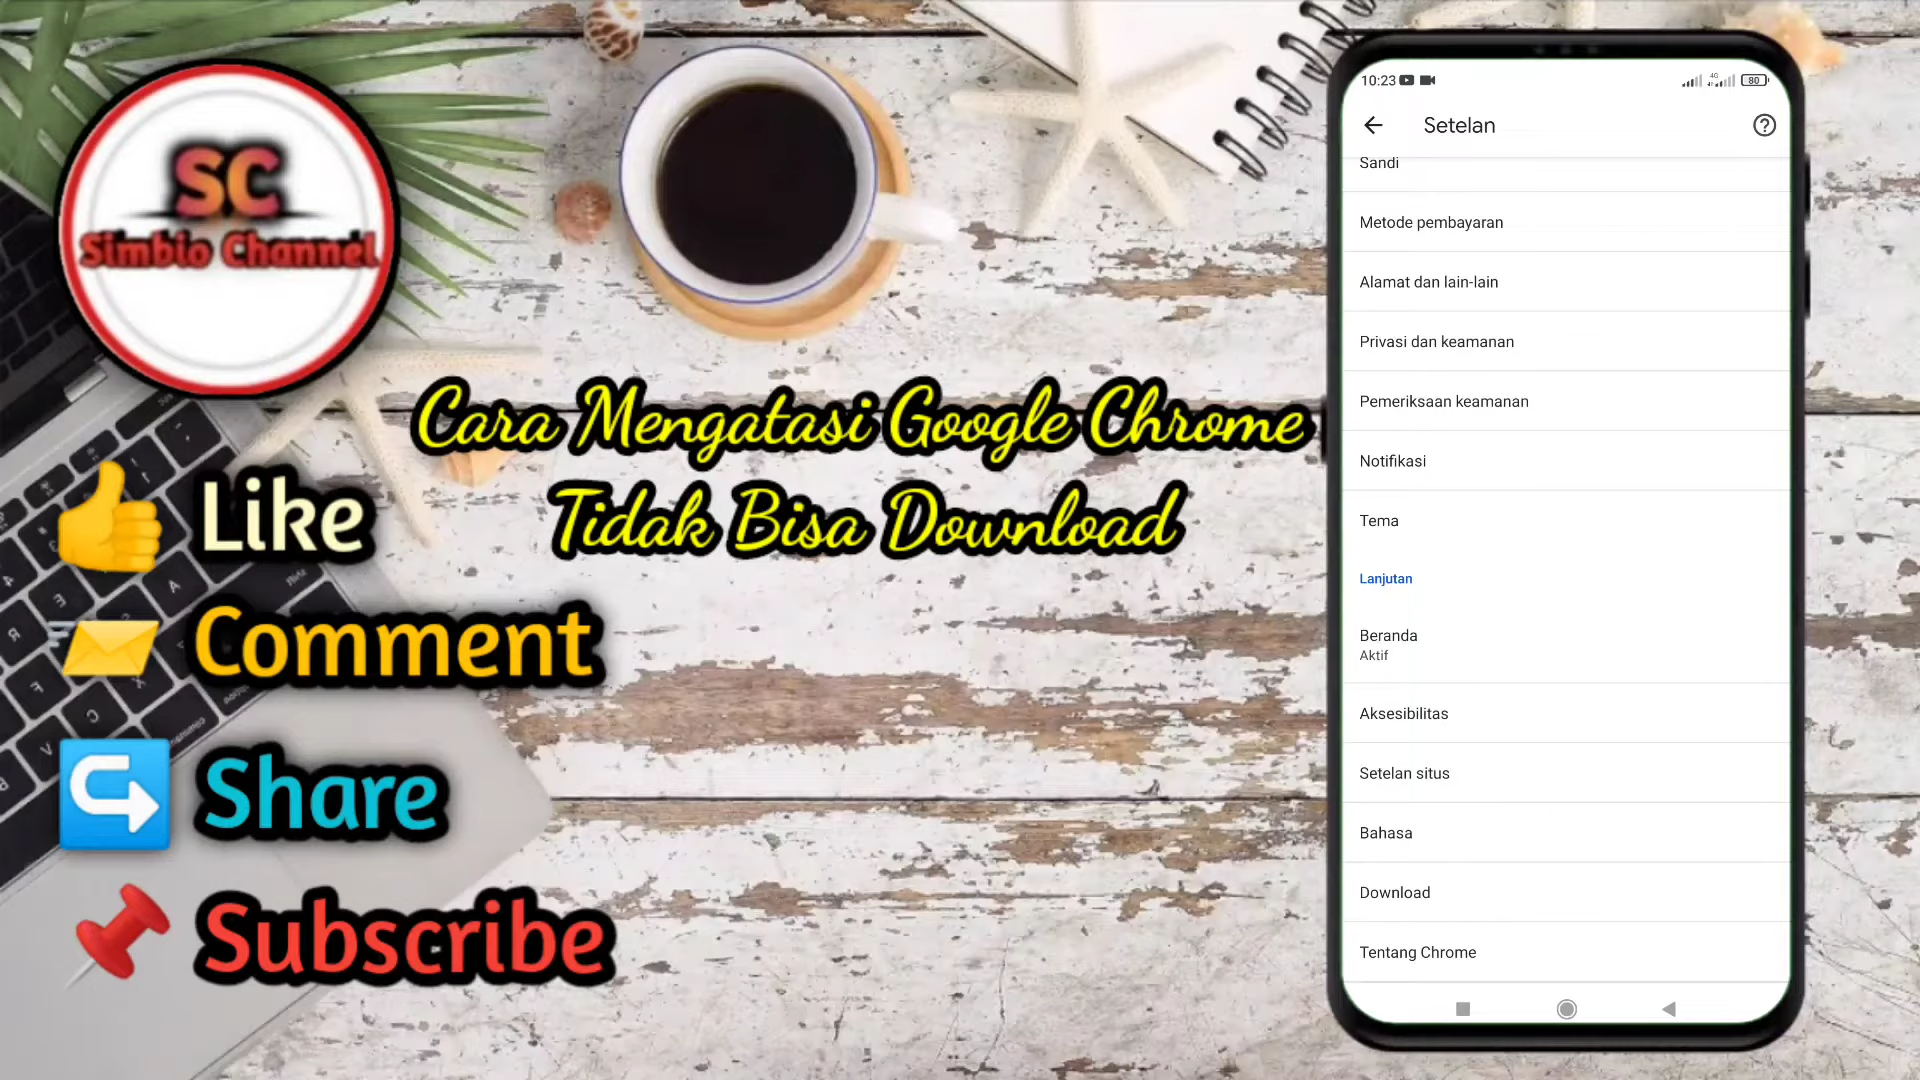 SC
Simbio Channel
Cara Mengatasi Google Chrome
Tidak Bisa Download
Like
Comment
Share
Subscribe
10:23
4G
80
Setelan
Sandi
Metode pembayaran
Alamat dan lain-lain
Privasi dan keamanan
Pemeriksaan keamanan
Notifikasi
Tema
Lanjutan
Beranda
Aktif
Aksesibilitas
Setelan situs
Bahasa
Download
Tentang Chrome